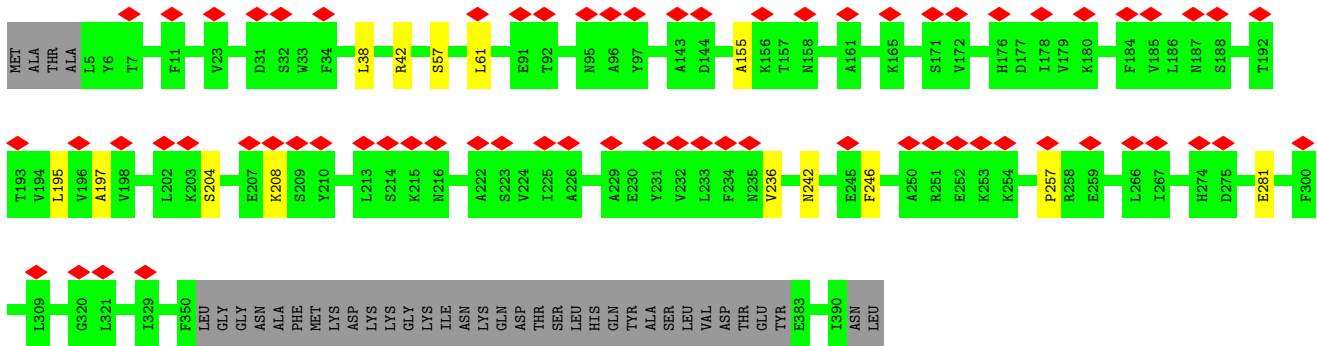 MET ALA THR ALA L5 Y6 T7 F11 V23 D31 S32 W33 F34 L38 R42 S57 L61 E91 T92 N95 A96 Y97 A143 D144 A155 K156 T157 N158 A161 K165 S171 V172 H176 D177 I178 V179 K180 F184 V185 L186 N187 S188 T192
T193 V194 L195 V196 A197 V198 L202 K203 S204 E207 K208 S209 Y210 L213 S214 K215 N216 A222 S223 V224 I225 A226 A229 E230 Y231 V232 L233 F234 N235 V236 N242 E245 F246 A250 R251 E252 K253 K254 P257 R258 E259 L266 I267 H274 D275 E281 F300
L309 G320 L321 I329 F350 LEU GLY GLY ASN ALA PHE MET LYS ASP LYS LYS GLY LYS ILE ASN LYS GLN ASP THR SER LEU HIS GLN TYR ALA SER LEU VAL ASP THR GLU TYR E383 I390 ASN LEU